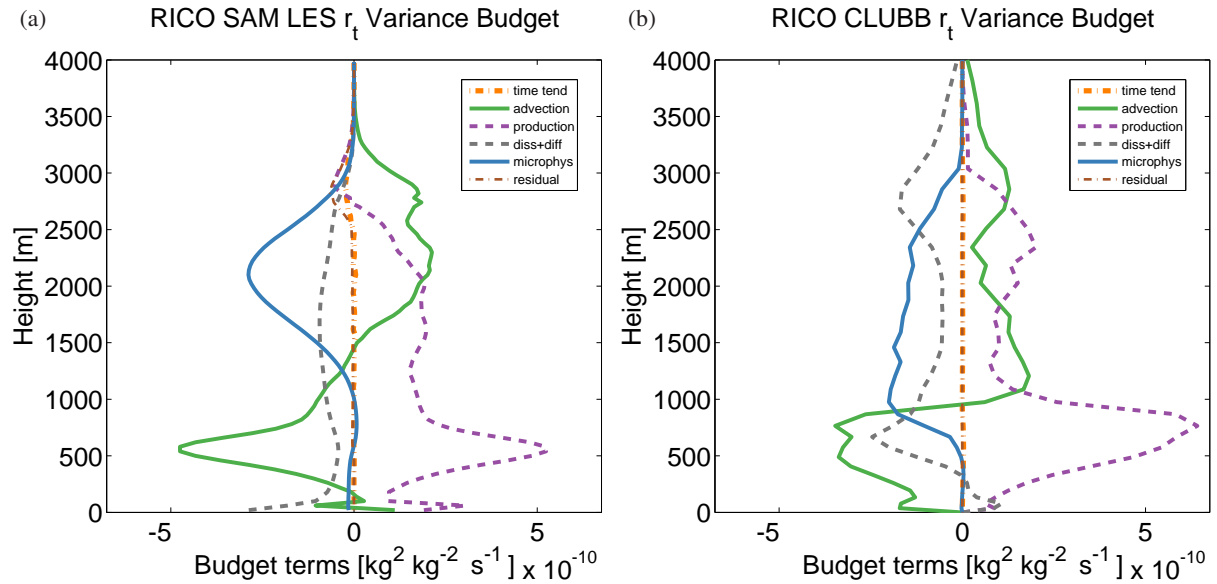 (a)
RICO SAM LES r_t Variance Budget
4000
3500
3000
2500
2000
1500
1000
500
0
Height [m]
time tend
advection
production
diss+diff
microphys
residual
-5
0
5
x 10^-10
Budget terms [kg^2 kg^-2 s^-1]
(b)
RICO CLUBB r_t Variance Budget
4000
3500
3000
2500
2000
1500
1000
500
0
Height [m]
time tend
advection
production
diss+diff
microphys
residual
-5
0
5
x 10^-10
Budget terms [kg^2 kg^-2 s^-1]